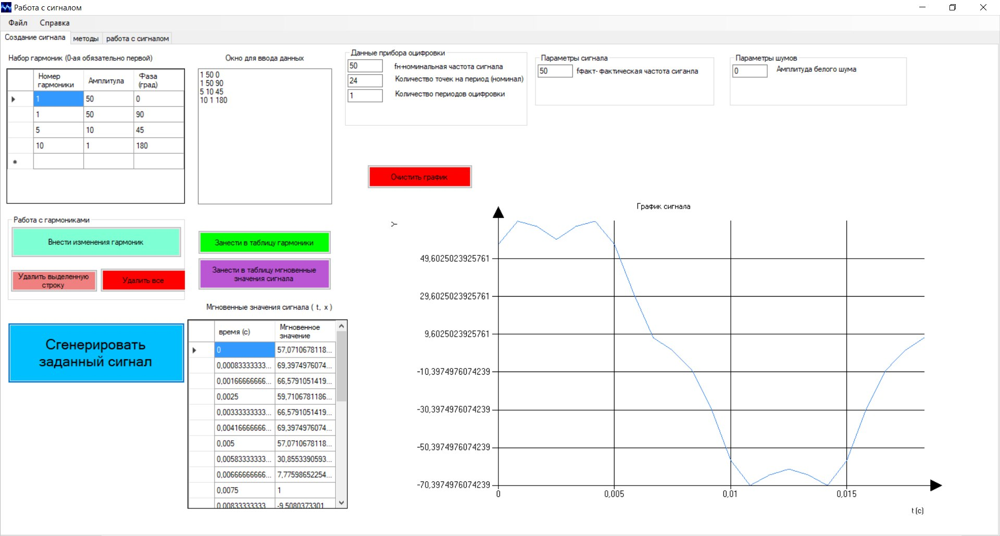 Работа с сигналом
Файл Справка
Создание сигнала методы работа с сигналом
Набор гармоник (0-ая обязательно первой)
Номер гармоники Амплитула Фаза (град)
1 50 0
1 50 90
5 10 45
10 1 180
Окно для ввода данных
1 50 0
1 50 90
5 10 45
10 1 180
Данные прибора оцифровки
50 fн-номинальная частота сигнала
24 Количество точек на период (номинал)
1 Количество периодов оцифровки
Параметры сигнала
50 fФакт- фактическая частота сиганла
Параметры шумов
0 Амплитуда белого шума
Очистить график
Работа с гармониками
Внести изменения гармоник
Удалить выделенную
строку
Удалить все
Занести в таблицу гармоники
Занести в таблицу мгновенные
значения сигнала
Сгенерировать
заданный сигнал
Мгновенные значения сигнала ( t, x )
время (с) Мгновенное значение
0 57,0710678118...
0,00083333333... 69,3974976074...
0,00166666666... 66,5791051419...
0,0025 59,7106781186...
0,00333333333... 66,5791051419...
0,00416666666... 69,3974976074...
0,005 57,0710678118...
0,00583333333... 30,8553390593...
0,00666666666... 7,77598652254...
0,0075 1
0,00833333333 -9,5080373301
График сигнала
Y
49,6025023925761
29,6025023925761
9,6025023925761
-10,3974976074239
-30,3974976074239
-50,3974976074239
-70,3974976074239
0 0,005 0,01 0,015
t (c)